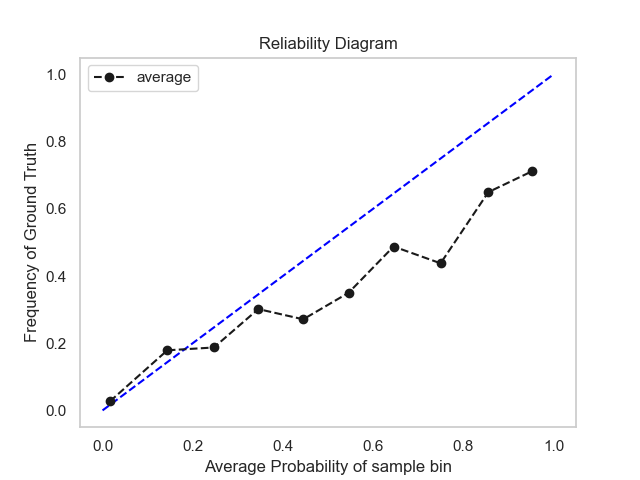 Reliability Diagram
average
1.0
0.8
0.6
0.4
0.2
0.0
Frequency of Ground Truth
0.0 0.2 0.4 0.6 0.8 1.0
Average Probability of sample bin